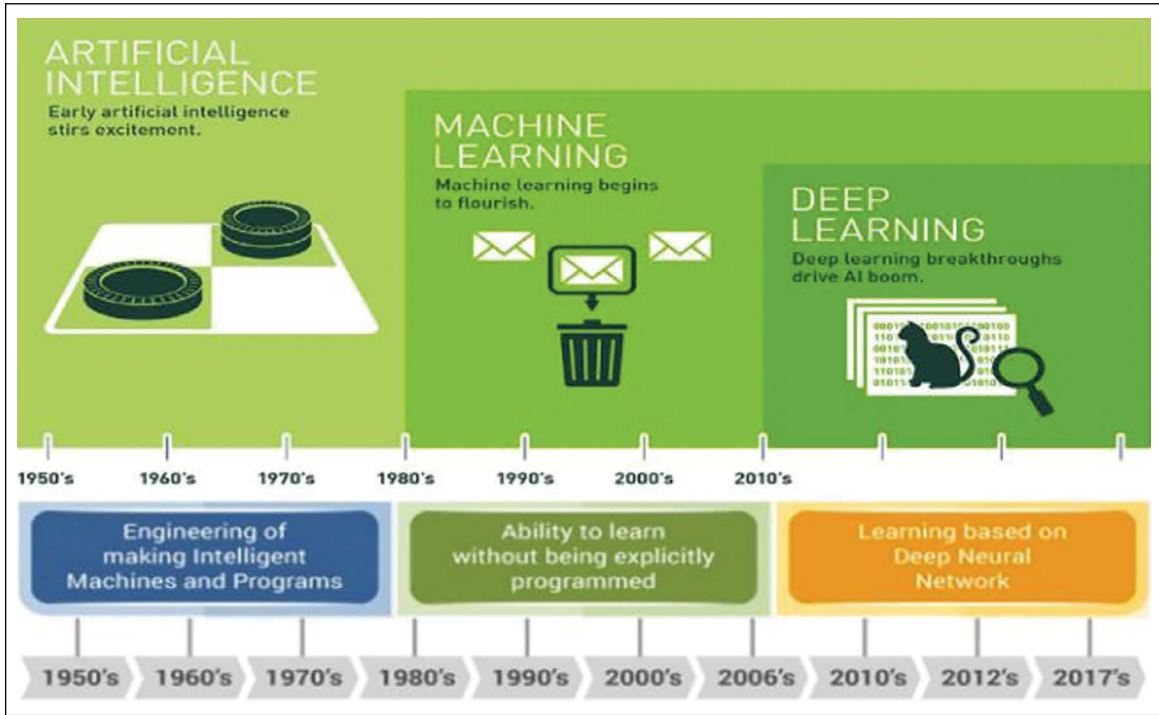 ARTIFICIAL
INTELLIGENCE
Early artificial intelligence
stirs excitement.
MACHINE
LEARNING
Machine learning begins
to flourish.
DEEP
LEARNING
Deep learning breakthroughs
drive AI boom.
1950's 1960's 1970's 1980's 1990's 2000's 2010's
Engineering of
making Intelligent
Machines and Programs
Ability to learn
without being explicitly
programmed
Learning based on
Deep Neural
Network
1950's 1960's 1970's 1980's 1990's 2000's 2006's 2010's 2012's 2017's